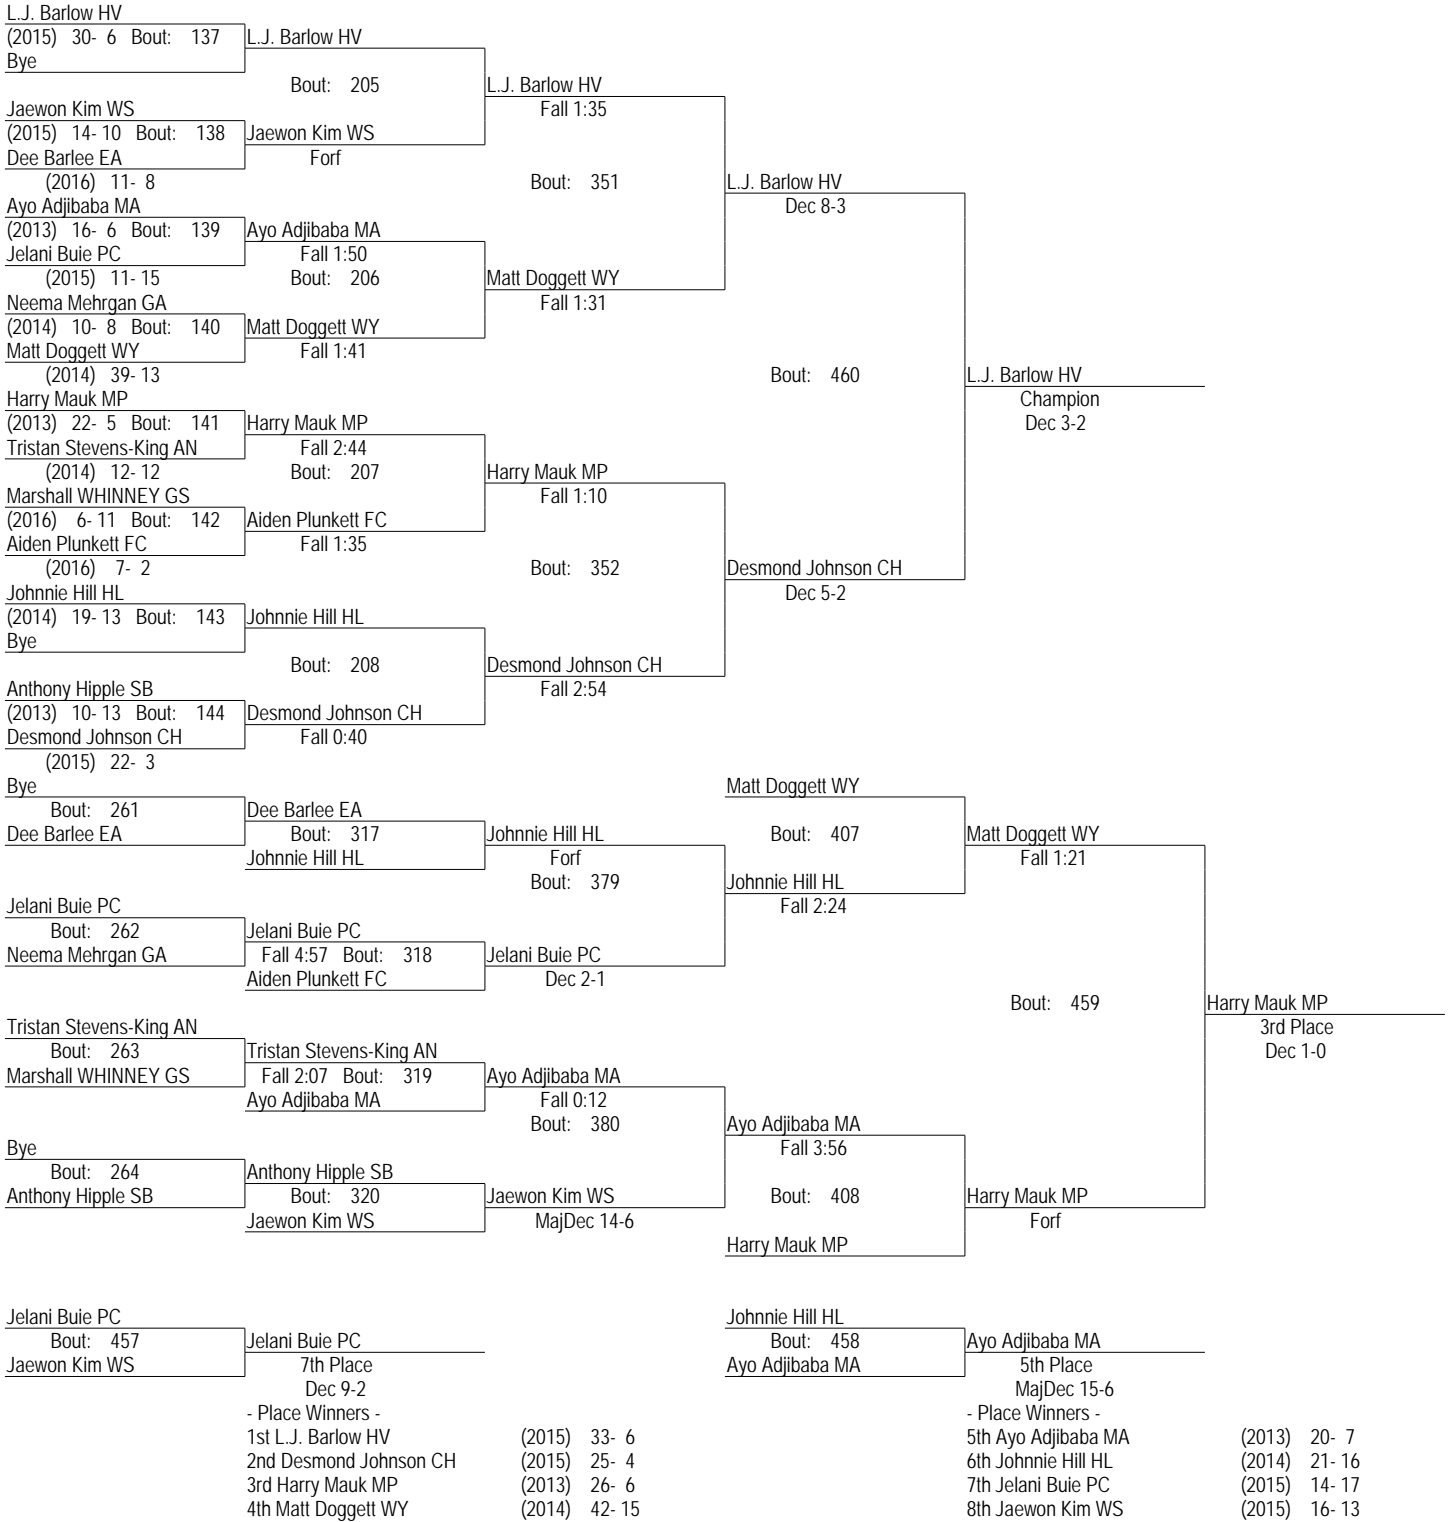 L.J. Barlow HV
(2015) 30- 6 Bout: 137 L.J. Barlow HV
Bye
Bout: 205 L.J. Barlow HV
Jaewon Kim WS Fall 1:35
(2015) 14- 10 Bout: 138 Jaewon Kim WS
Dee Barlee EA Forf
(2016) 11- 8 Bout: 351 L.J. Barlow HV
Ayo Adjibaba MA Dec 8-3
(2013) 16- 6 Bout: 139 Ayo Adjibaba MA
Jelani Buie PC Fall 1:50
(2015) 11- 15 Bout: 206 Matt Doggett WY
Neema Mehrgan GA Fall 1:31
(2014) 10- 8 Bout: 140 Matt Doggett WY
Matt Doggett WY Fall 1:41
(2014) 39- 13 Bout: 460 L.J. Barlow HV
Harry Mauk MP Champion
(2013) 22- 5 Bout: 141 Harry Mauk MP Dec 3-2
Tristan Stevens-King AN Fall 2:44
(2014) 12- 12 Bout: 207 Harry Mauk MP
Marshall WHINNEY GS Fall 1:10
(2016) 6- 11 Bout: 142 Aiden Plunkett FC
Aiden Plunkett FC Fall 1:35
(2016) 7- 2 Bout: 352 Desmond Johnson CH
Johnnie Hill HL Dec 5-2
(2014) 19- 13 Bout: 143 Johnnie Hill HL
Bye
Bout: 208 Desmond Johnson CH
Anthony Hipple SB Fall 2:54
(2013) 10- 13 Bout: 144 Desmond Johnson CH
Desmond Johnson CH Fall 0:40
(2015) 22- 3
Bye Matt Doggett WY
Bout: 261 Dee Barlee EA
Dee Barlee EA Bout: 317 Johnnie Hill HL Bout: 407 Matt Doggett WY
Johnnie Hill HL Forf Fall 1:21
Bout: 379 Johnnie Hill HL
Jelani Buie PC Fall 2:24
Bout: 262 Jelani Buie PC
Neema Mehrgan GA Fall 4:57 Bout: 318 Jelani Buie PC
Aiden Plunkett FC Dec 2-1
Bout: 459 Harry Mauk MP
Tristan Stevens-King AN 3rd Place
Bout: 263 Tristan Stevens-King AN Dec 1-0
Marshall WHINNEY GS Fall 2:07 Bout: 319 Ayo Adjibaba MA
Ayo Adjibaba MA Fall 0:12
Bout: 380 Ayo Adjibaba MA
Bye Fall 3:56
Bout: 264 Anthony Hipple SB
Anthony Hipple SB Bout: 320 Jaewon Kim WS Bout: 408 Harry Mauk MP
Jaewon Kim WS MajDec 14-6 Forf
Harry Mauk MP
Jelani Buie PC Johnnie Hill HL
Bout: 457 Jelani Buie PC Bout: 458 Ayo Adjibaba MA
Jaewon Kim WS 7th Place Ayo Adjibaba MA 5th Place
Dec 9-2 MajDec 15-6
- Place Winners - - Place Winners -
1st L.J. Barlow HV (2015) 33- 6 5th Ayo Adjibaba MA (2013) 20- 7
2nd Desmond Johnson CH (2015) 25- 4 6th Johnnie Hill HL (2014) 21- 16
3rd Harry Mauk MP (2013) 26- 6 7th Jelani Buie PC (2015) 14- 17
4th Matt Doggett WY (2014) 42- 15 8th Jaewon Kim WS (2015) 16- 13